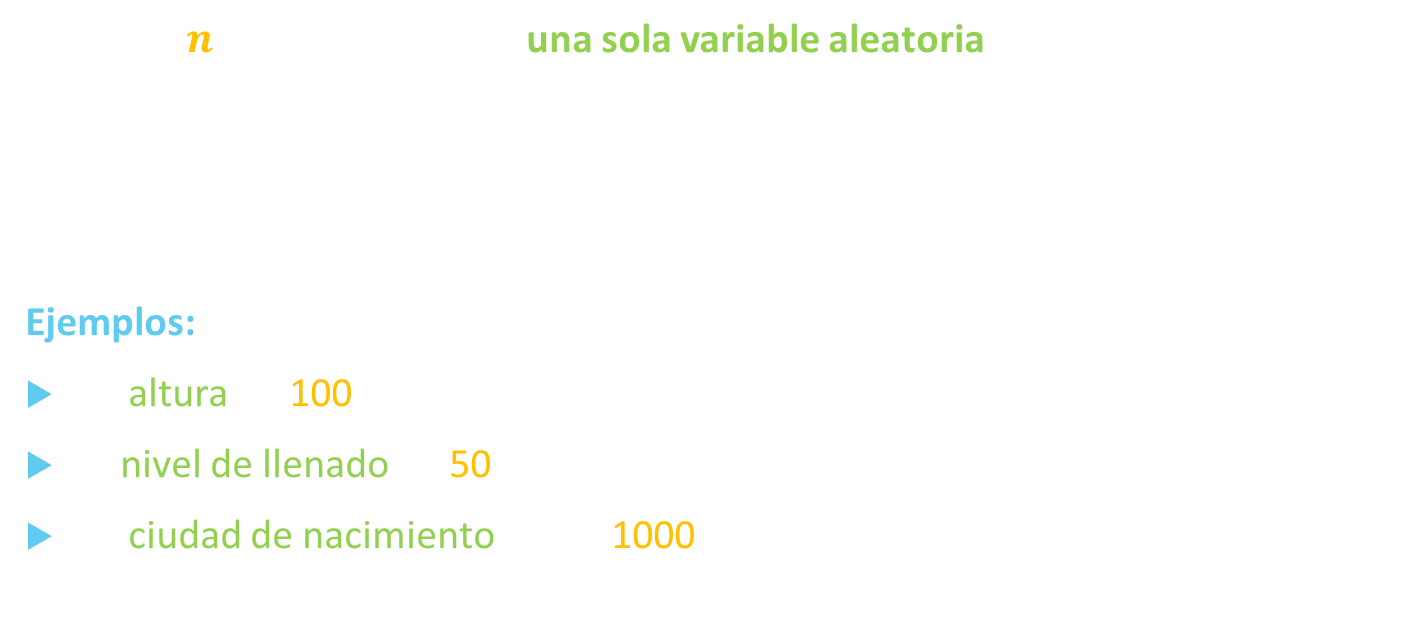 n una sola variable aleatoria
Ejemplos:
altura 100
nivel de llenado 50
ciudad de nacimiento 1000